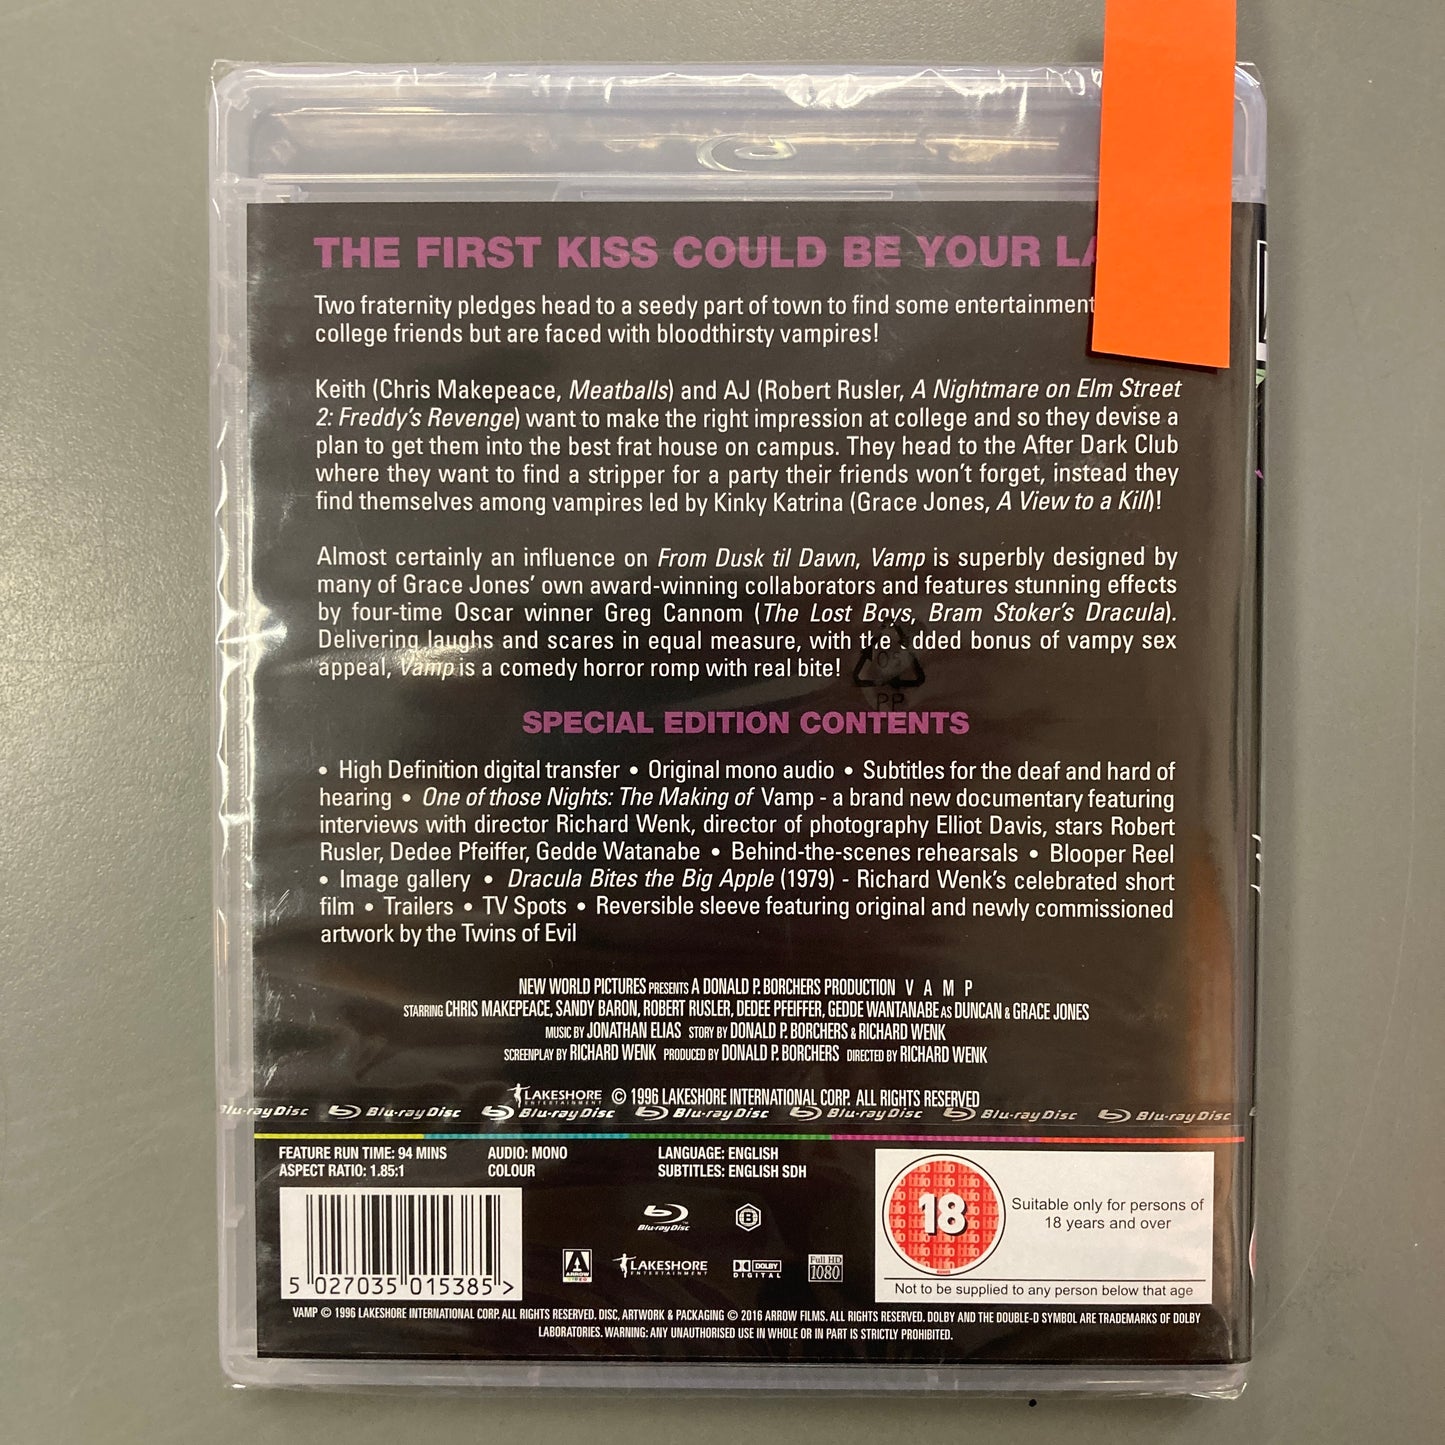 THE FIRST KISS COULD BE YOUR
Two fraternity pledges head to a seedy part of town to find some entertainment
college friends but are faced with bloodthirsty vampires!
Keith (Chris Makepeace, Meatballs) and AJ (Robert Rusler, A Nightmare on Elm Street
2: Freddy's Revenge) want to make the right impression at college and so they devise a
plan to get them into the best frat house on campus. They head to the After Dark Club
where they want to find a stripper for a party their friends won't forget, instead they
find themselves among vampires led by Kinky Katrina (Grace Jones, A View to a Kill)!
Almost certainly an influence on From Dusk til Dawn, Vamp is superbly designed by
many of Grace Jones' own award-winning collaborators and features stunning effects
by four-time Oscar winner Greg Cannom (The Lost Boys, Bram Stoker's Dracula).
Delivering laughs and scares in equal measure, with the added bonus of vampy sex
appeal, Vamp is a comedy horror romp with real bite!
PP
SPECIAL EDITION CONTENTS
• High Definition digital transfer • Original mono audio • Subtitles for the deaf and hard of
hearing • One of those Nights: The Making of Vamp - a brand new documentary featuring
interviews with director Richard Wenk, director of photography Elliot Davis, stars Robert
Rusler, Dedee Pfeiffer, Gedde Watanabe • Behind-the-scenes rehearsals • Blooper Reel
• Image gallery • Dracula Bites the Big Apple (1979) - Richard Wenk's celebrated short
film • Trailers • TV Spots • Reversible sleeve featuring original and newly commissioned
artwork by the Twins of Evil
NEW WORLD PICTURES PRESENTS A DONALD P. BORCHERS PRODUCTION V A M P
STARRING CHRIS MAKEPEACE, SANDY BARON, ROBERT RUSLER, DEDEE PFEIFFER, GEDDE WANTANABE AS DUNCAN & GRACE JONES
MUSIC BY JONATHAN ELIAS STORY BY DONALD P. BORCHERS & RICHARD WENK
SCREENPLAY BY RICHARD WENK PRODUCED BY DONALD P. BORCHERS DIRECTED BY RICHARD WENK
LAKESHORE ENTERTAINMENT © 1996 LAKESHORE INTERNATIONAL CORP. ALL RIGHTS RESERVED
Blu-ray Disc Blu-ray Disc Blu-ray Disc Blu-ray Disc Blu-ray Disc Blu-ray Disc Blu-ray Disc
FEATURE RUN TIME: 94 MINS AUDIO: MONO LANGUAGE: ENGLISH
ASPECT RATIO: 1.85:1 COLOUR SUBTITLES: ENGLISH SDH
Blu-ray Disc B
18 Suitable only for persons of
18 years and over
Not to be supplied to any person below that age
ARROW VIDEO LAKESHORE ENTERTAINMENT DOLBY DIGITAL Full HD 1080
5 027035 015385 >
VAMP © 1996 LAKESHORE INTERNATIONAL CORP. ALL RIGHTS RESERVED. DISC, ARTWORK & PACKAGING © 2016 ARROW FILMS. ALL RIGHTS RESERVED. DOLBY AND THE DOUBLE-D SYMBOL ARE TRADEMARKS OF DOLBY
LABORATORIES. WARNING: ANY UNAUTHORISED USE IN WHOLE OR IN PART IS STRICTLY PROHIBITED.